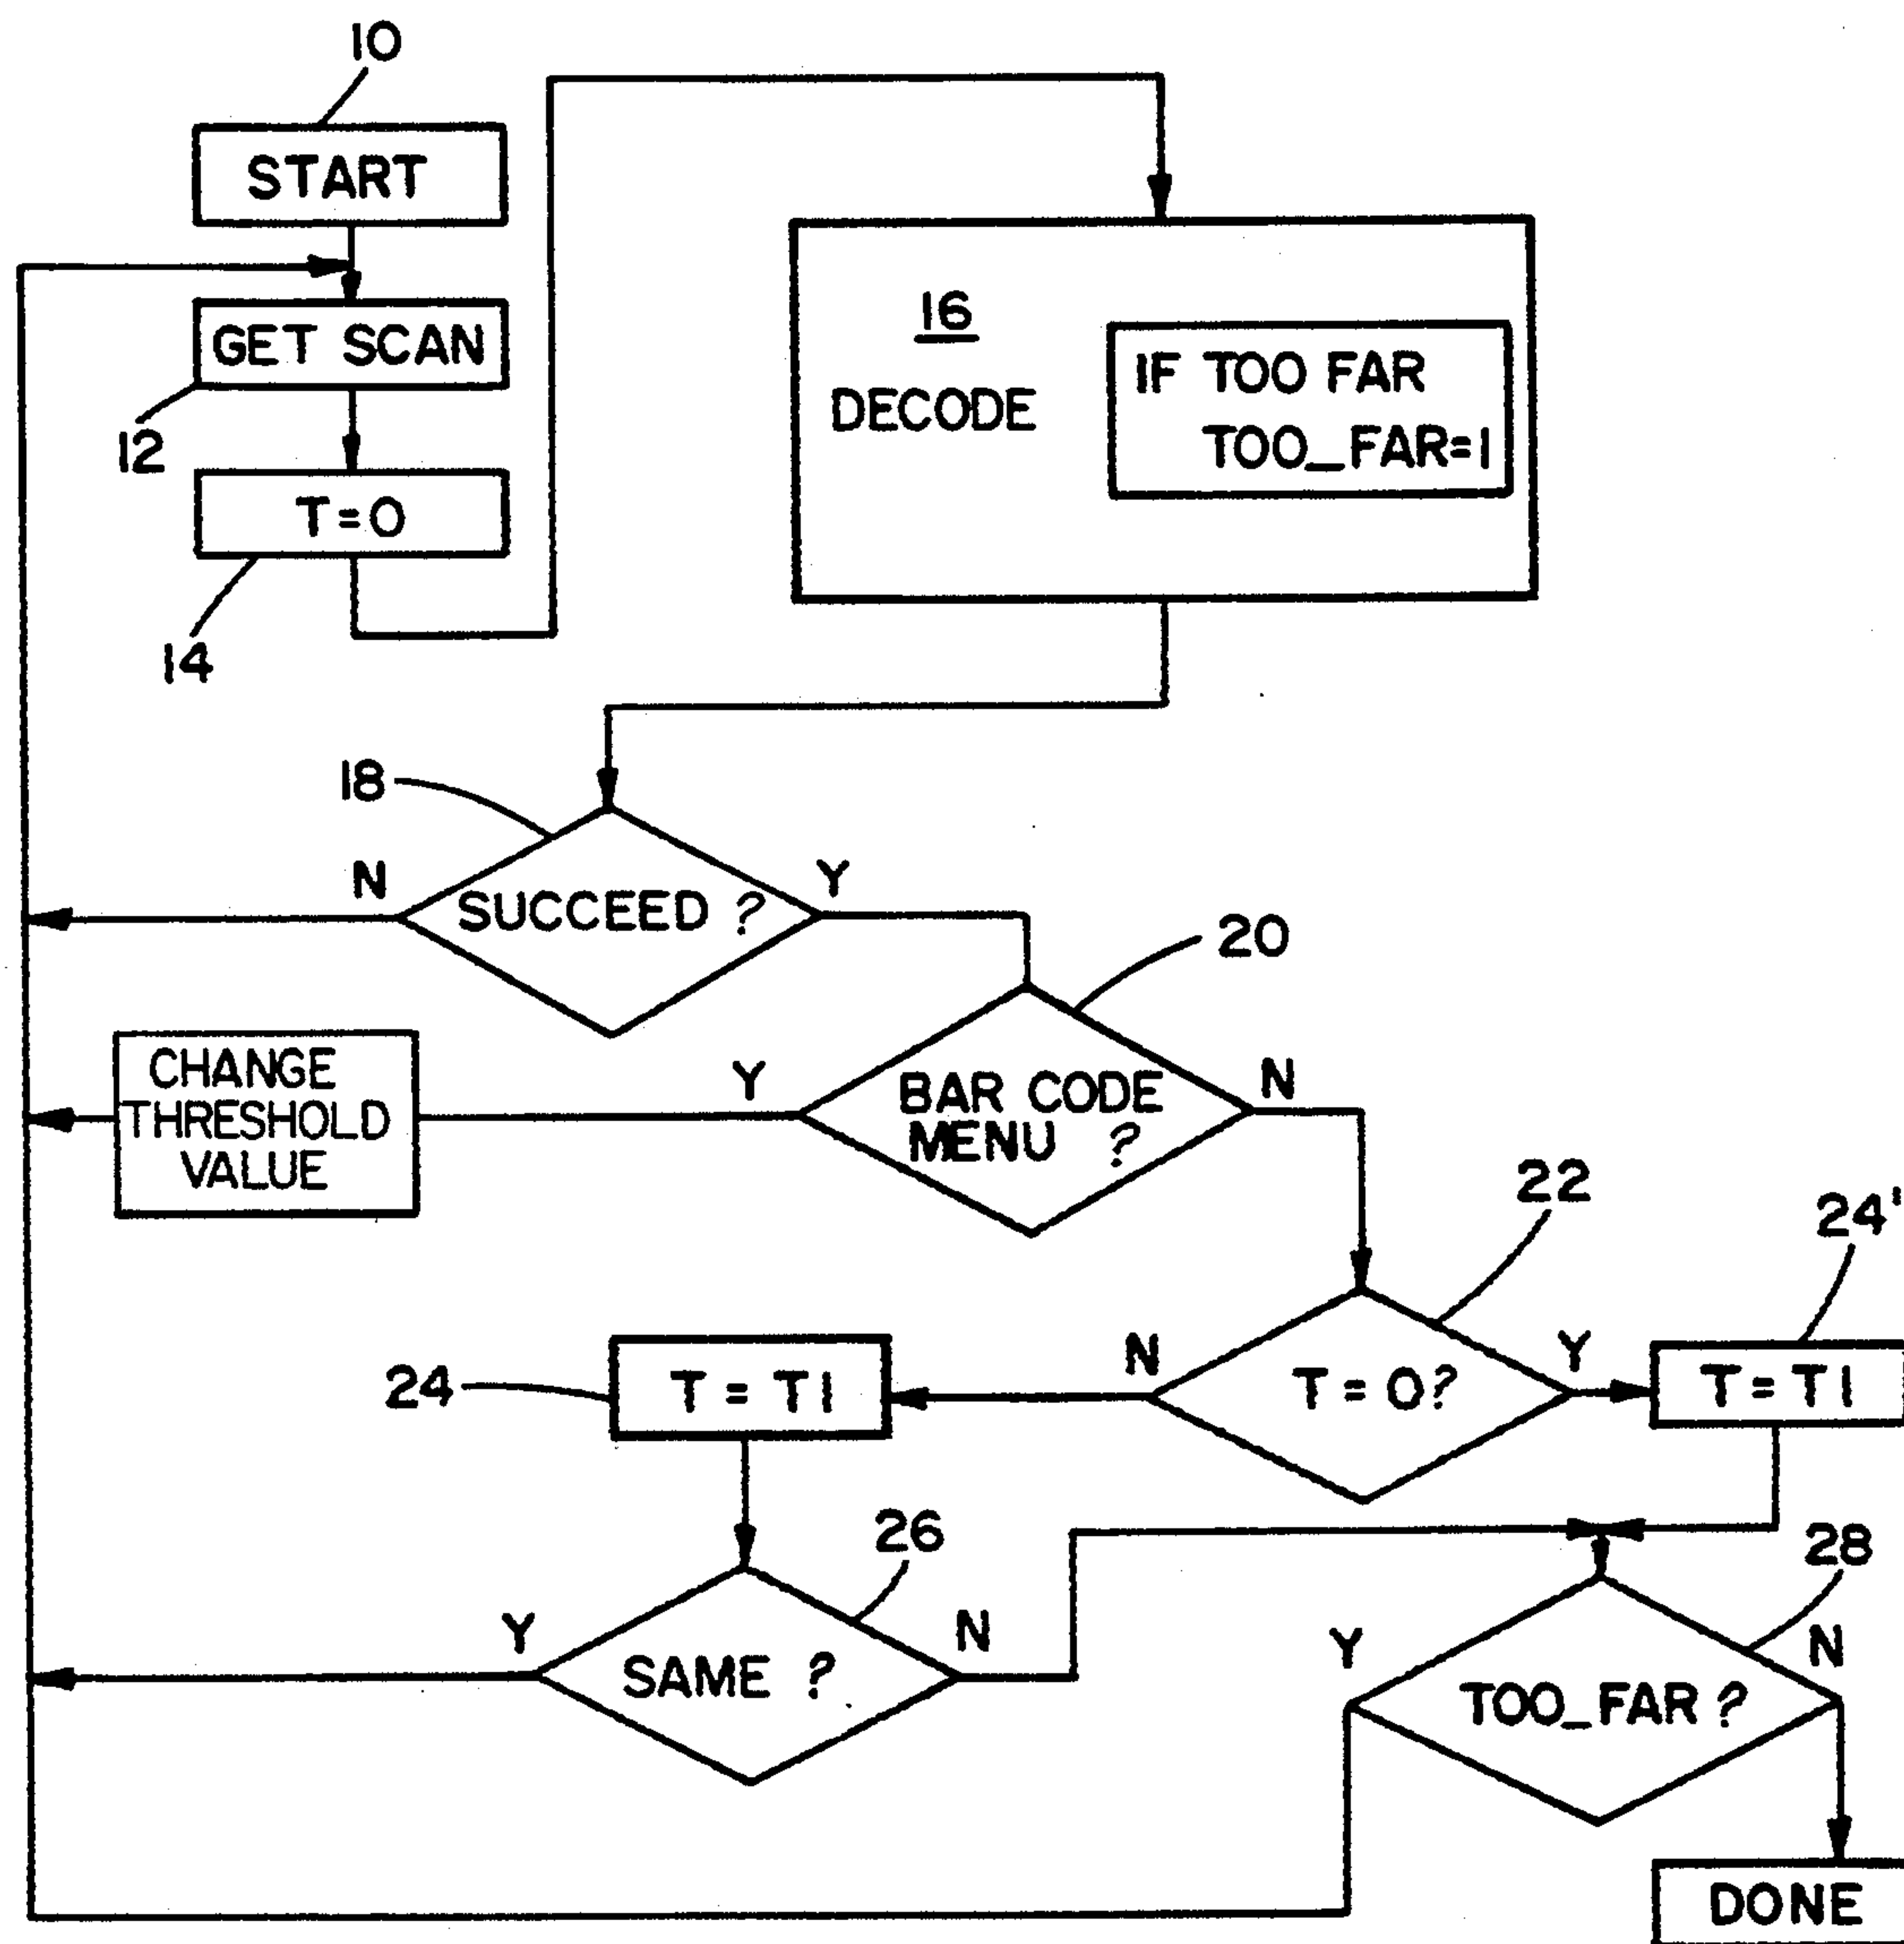 10
START
GET SCAN
12
T=0
14
16
DECODE
IF TOO FAR
TOO_FAR=1
18
N
Y
SUCCEED ?
20
CHANGE
THRESHOLD
VALUE
Y
N
BAR CODE
MENU ?
22
24'
24
T = T1
N
Y
T = 0?
T = T1
26
28
Y
N
SAME ?
Y
N
TOO_FAR ?
DONE